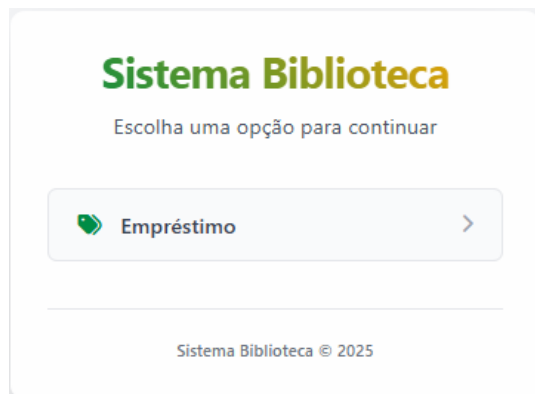 Sistema Biblioteca
Escolha uma opção para continuar
Empréstimo
Sistema Biblioteca © 2025